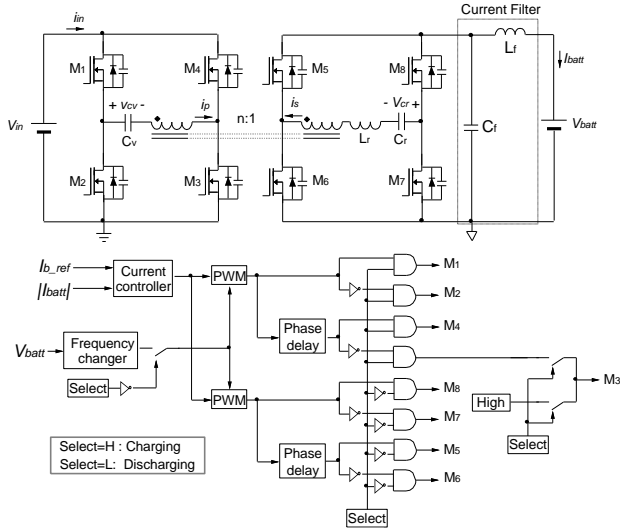 Current Filter
iin
M1
M4
M5
M8
Lf
Ibatt
Vin
+ Vcv -
ip
n:1
is
- Vcr +
Cv
Lr
Cr
Cf
Vbatt
M2
M3
M6
M7
Ib_ref
|Ibatt|
Current
controller
PWM
M1
M2
Phase
delay
M4
Vbatt
Frequency
changer
Select
PWM
M8
High
M3
M7
Select
Select=H : Charging
Select=L: Discharging
Phase
delay
M5
M6
Select